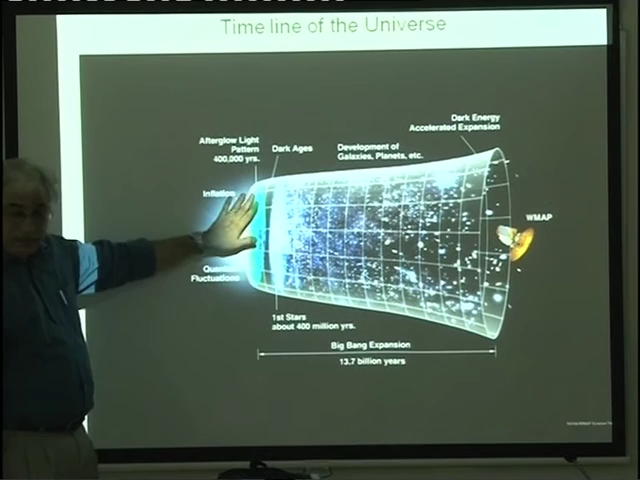 Time line of the Universe
Dark Energy
Accelerated Expansion
Afterglow Light
Pattern
400,000 yrs.
Dark Ages
Development of
Galaxies, Planets, etc.
Inflation
WMAP
Fluctuations
1st Stars
about 400 million yrs.
Big Bang Expansion
13.7 billion years